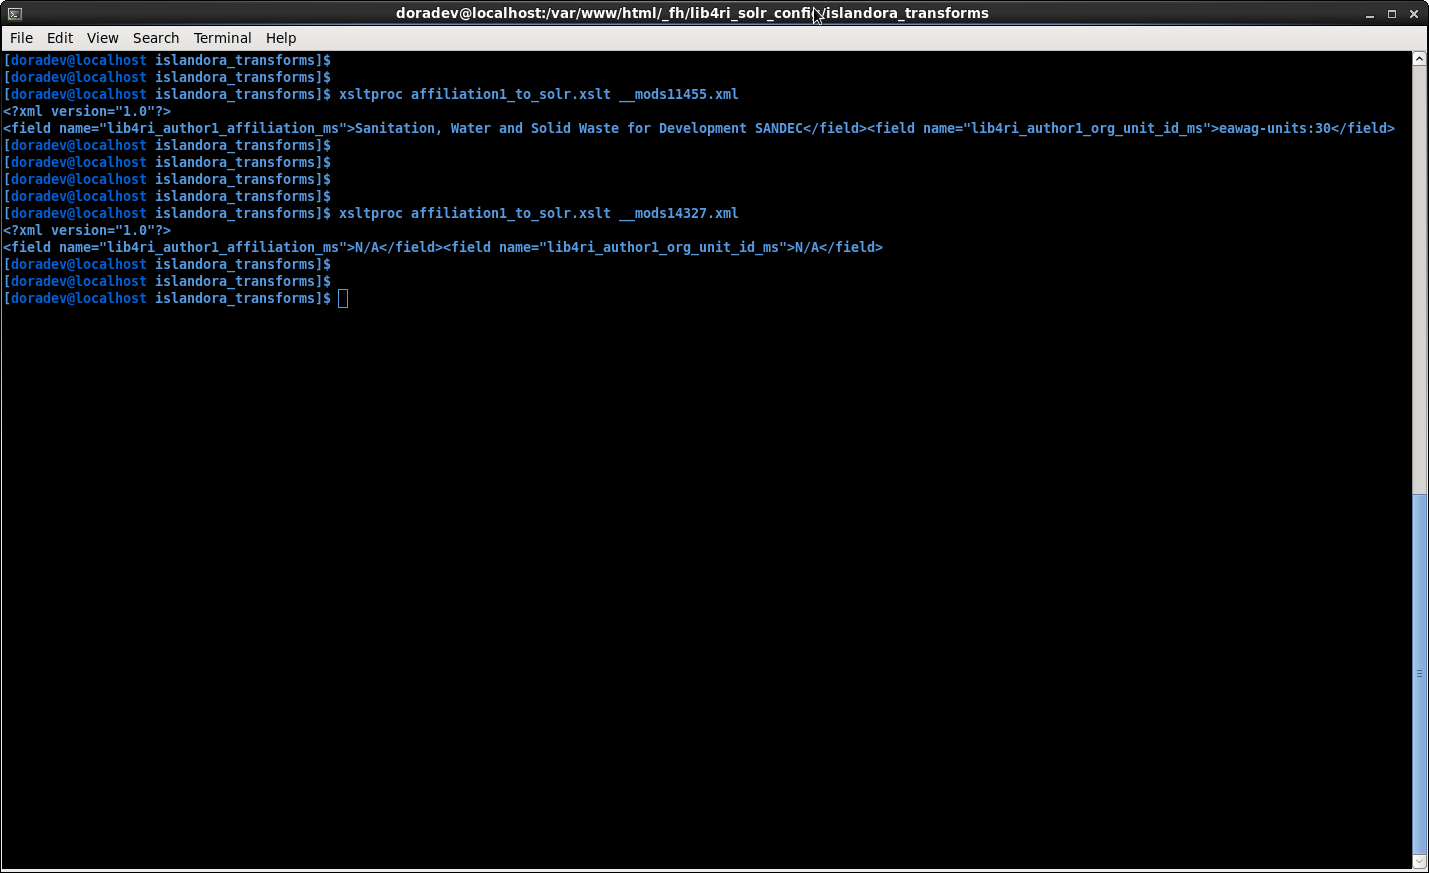 doradev@localhost:/var/www/html/_fh/lib4ri_solr_config/islandora_transforms
File Edit View Search Terminal Help
[doradev@localhost islandora_transforms]$
[doradev@localhost islandora_transforms]$
[doradev@localhost islandora_transforms]$ xsltproc affiliation1_to_solr.xslt __mods11455.xml
<?xml version="1.0"?>
<field name="lib4ri_author1_affiliation_ms">Sanitation, Water and Solid Waste for Development SANDEC</field><field name="lib4ri_author1_org_unit_id_ms">eawag-units:30</field>
[doradev@localhost islandora_transforms]$
[doradev@localhost islandora_transforms]$
[doradev@localhost islandora_transforms]$
[doradev@localhost islandora_transforms]$
[doradev@localhost islandora_transforms]$ xsltproc affiliation1_to_solr.xslt __mods14327.xml
<?xml version="1.0"?>
<field name="lib4ri_author1_affiliation_ms">N/A</field><field name="lib4ri_author1_org_unit_id_ms">N/A</field>
[doradev@localhost islandora_transforms]$
[doradev@localhost islandora_transforms]$
[doradev@localhost islandora_transforms]$